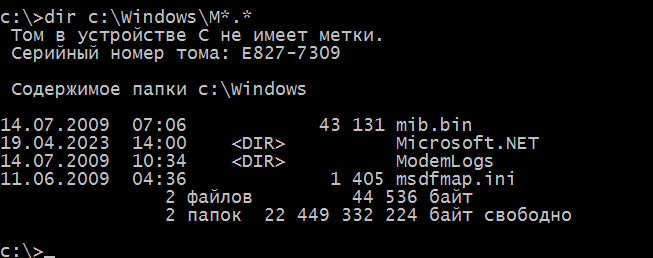 c:\>dir c:\Windows\M*.*
Том в устройстве C не имеет метки.
Серийный номер тома: E827-7309
Содержимое папки c:\Windows
14.07.2009 07:06 43 131 mib.bin
19.04.2023 14:00 <DIR> Microsoft.NET
14.07.2009 10:34 <DIR> ModemLogs
11.06.2009 04:36 1 405 msdfmap.ini
2 файлов 44 536 байт
2 папок 22 449 332 224 байт свободно
c:\>_